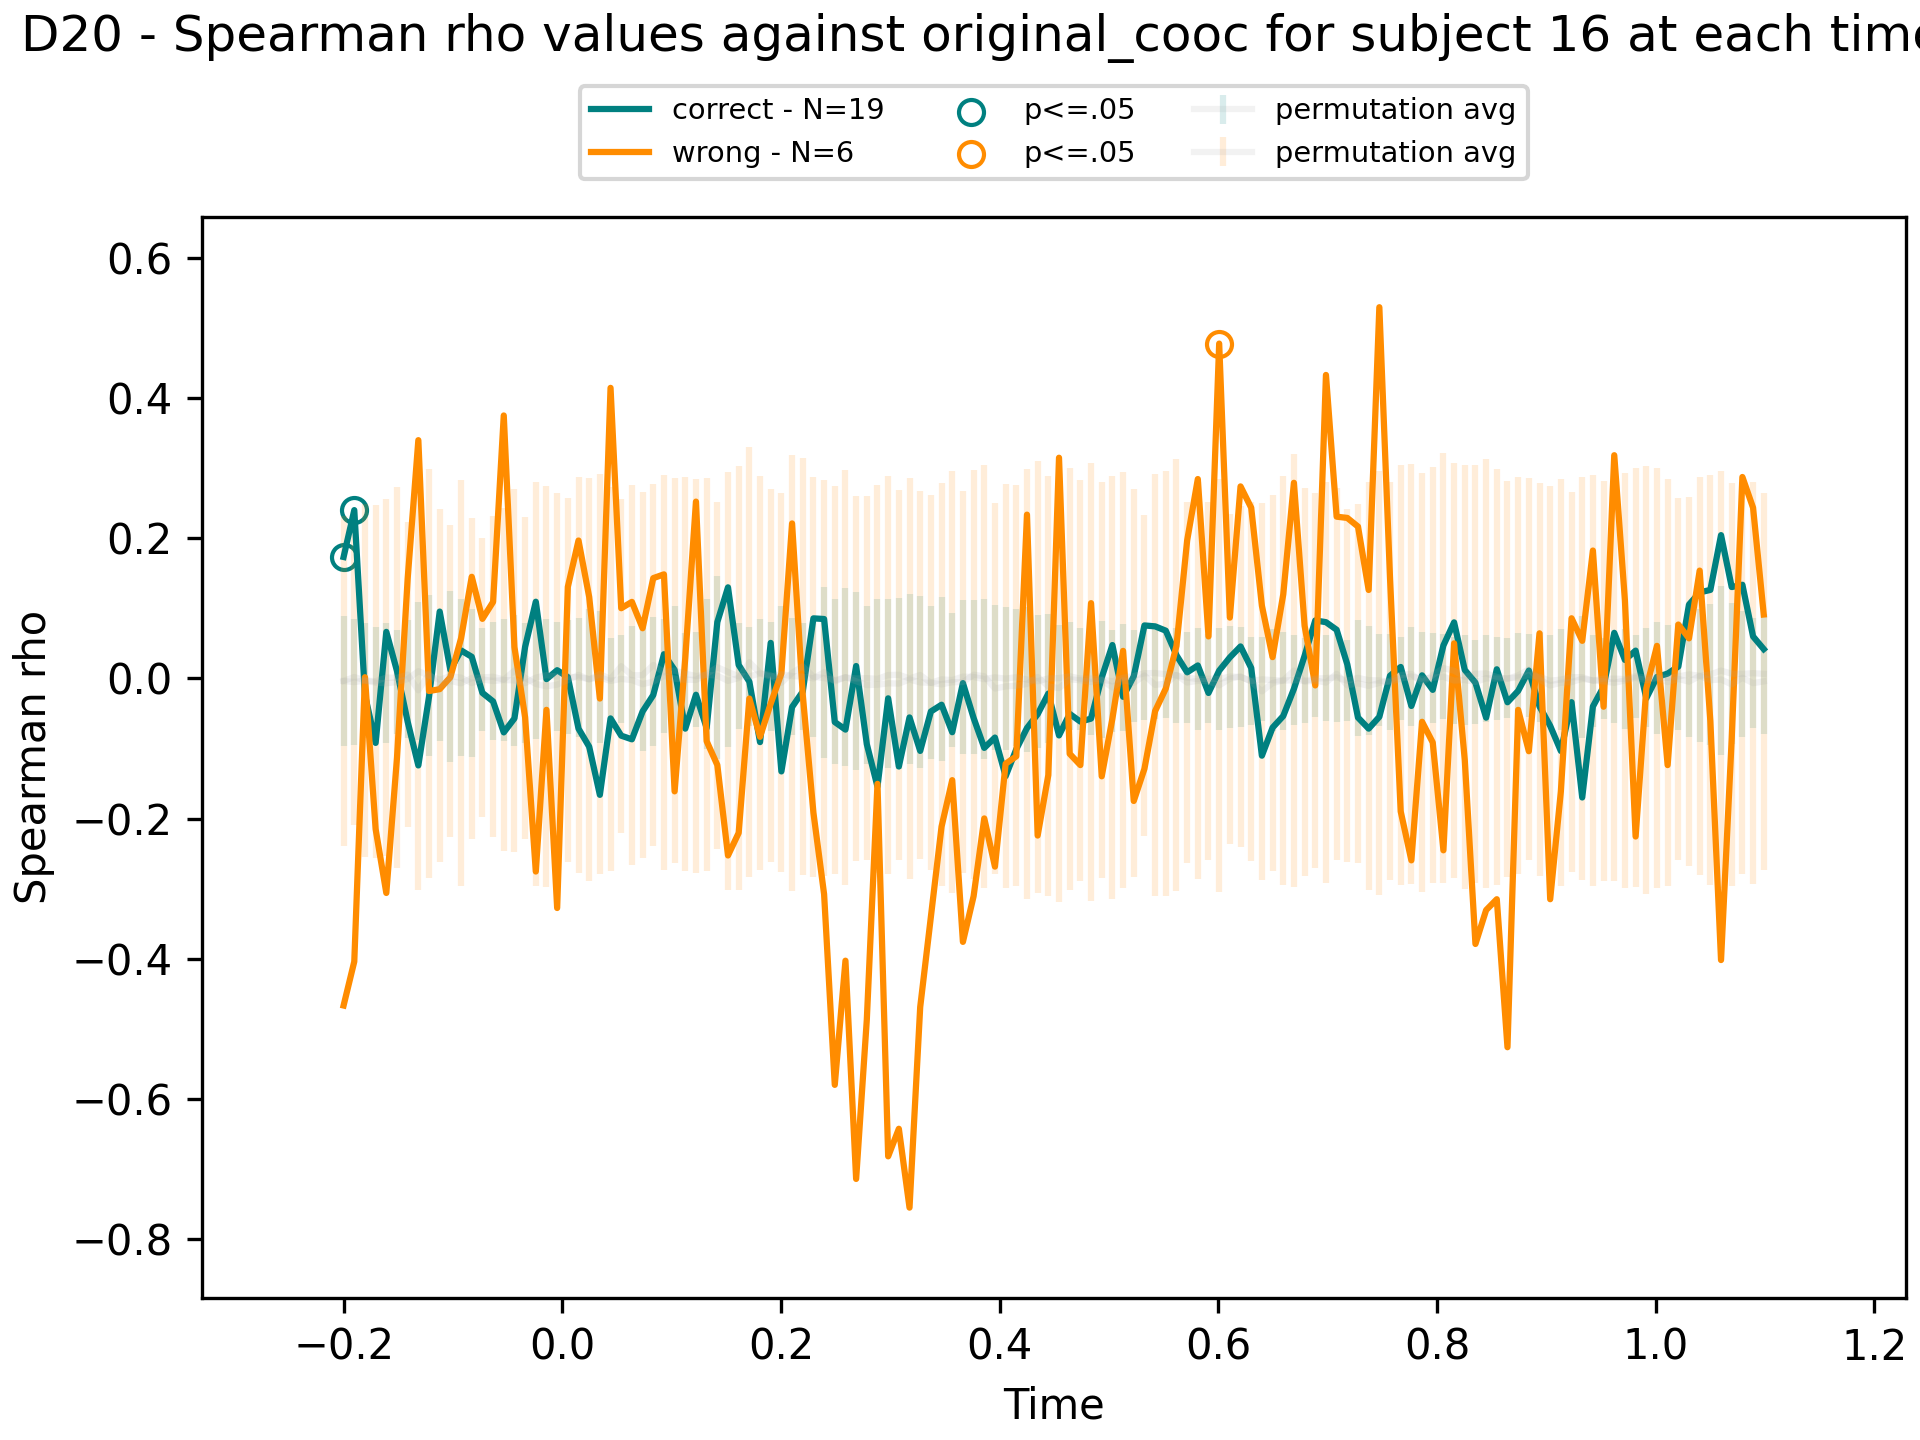 D20 - Spearman rho values against original_cooc for subject 16 at each
correct - N=19 p<=.05 permutation avg
wrong - N=6 p<=.05 permutation avg
0.6
0.4
0.2
0.0
−0.2
−0.4
−0.6
−0.8
Spearman rho
−0.2 0.0 0.2 0.4 0.6 0.8 1.0 1.2
Time